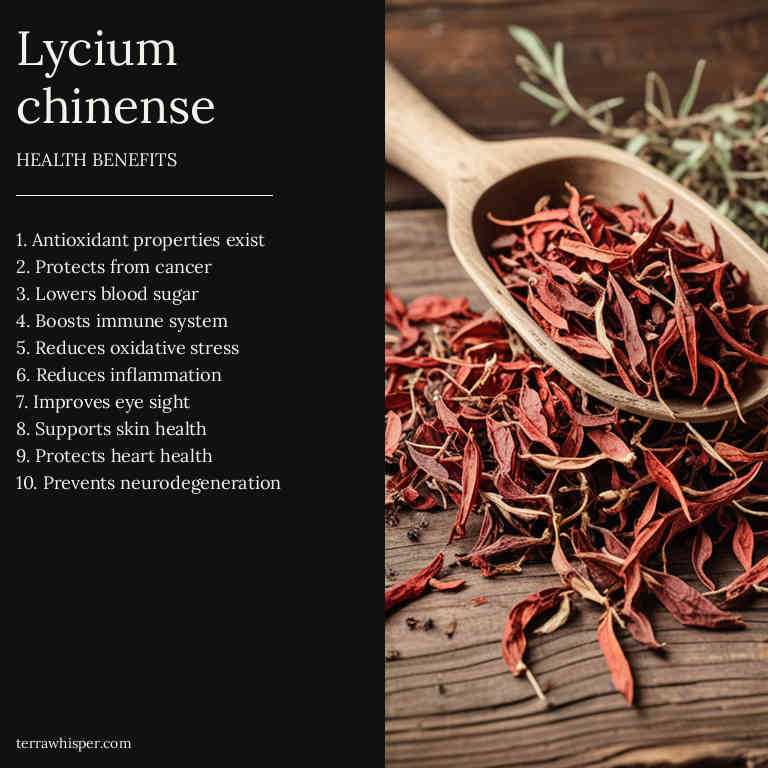 Lycium
chinense
HEALTH BENEFITS
1. Antioxidant properties exist
2. Protects from cancer
3. Lowers blood sugar
4. Boosts immune system
5. Reduces oxidative stress
6. Reduces inflammation
7. Improves eye sight
8. Supports skin health
9. Protects heart health
10. Prevents neurodegeneration
terrawhisper.com